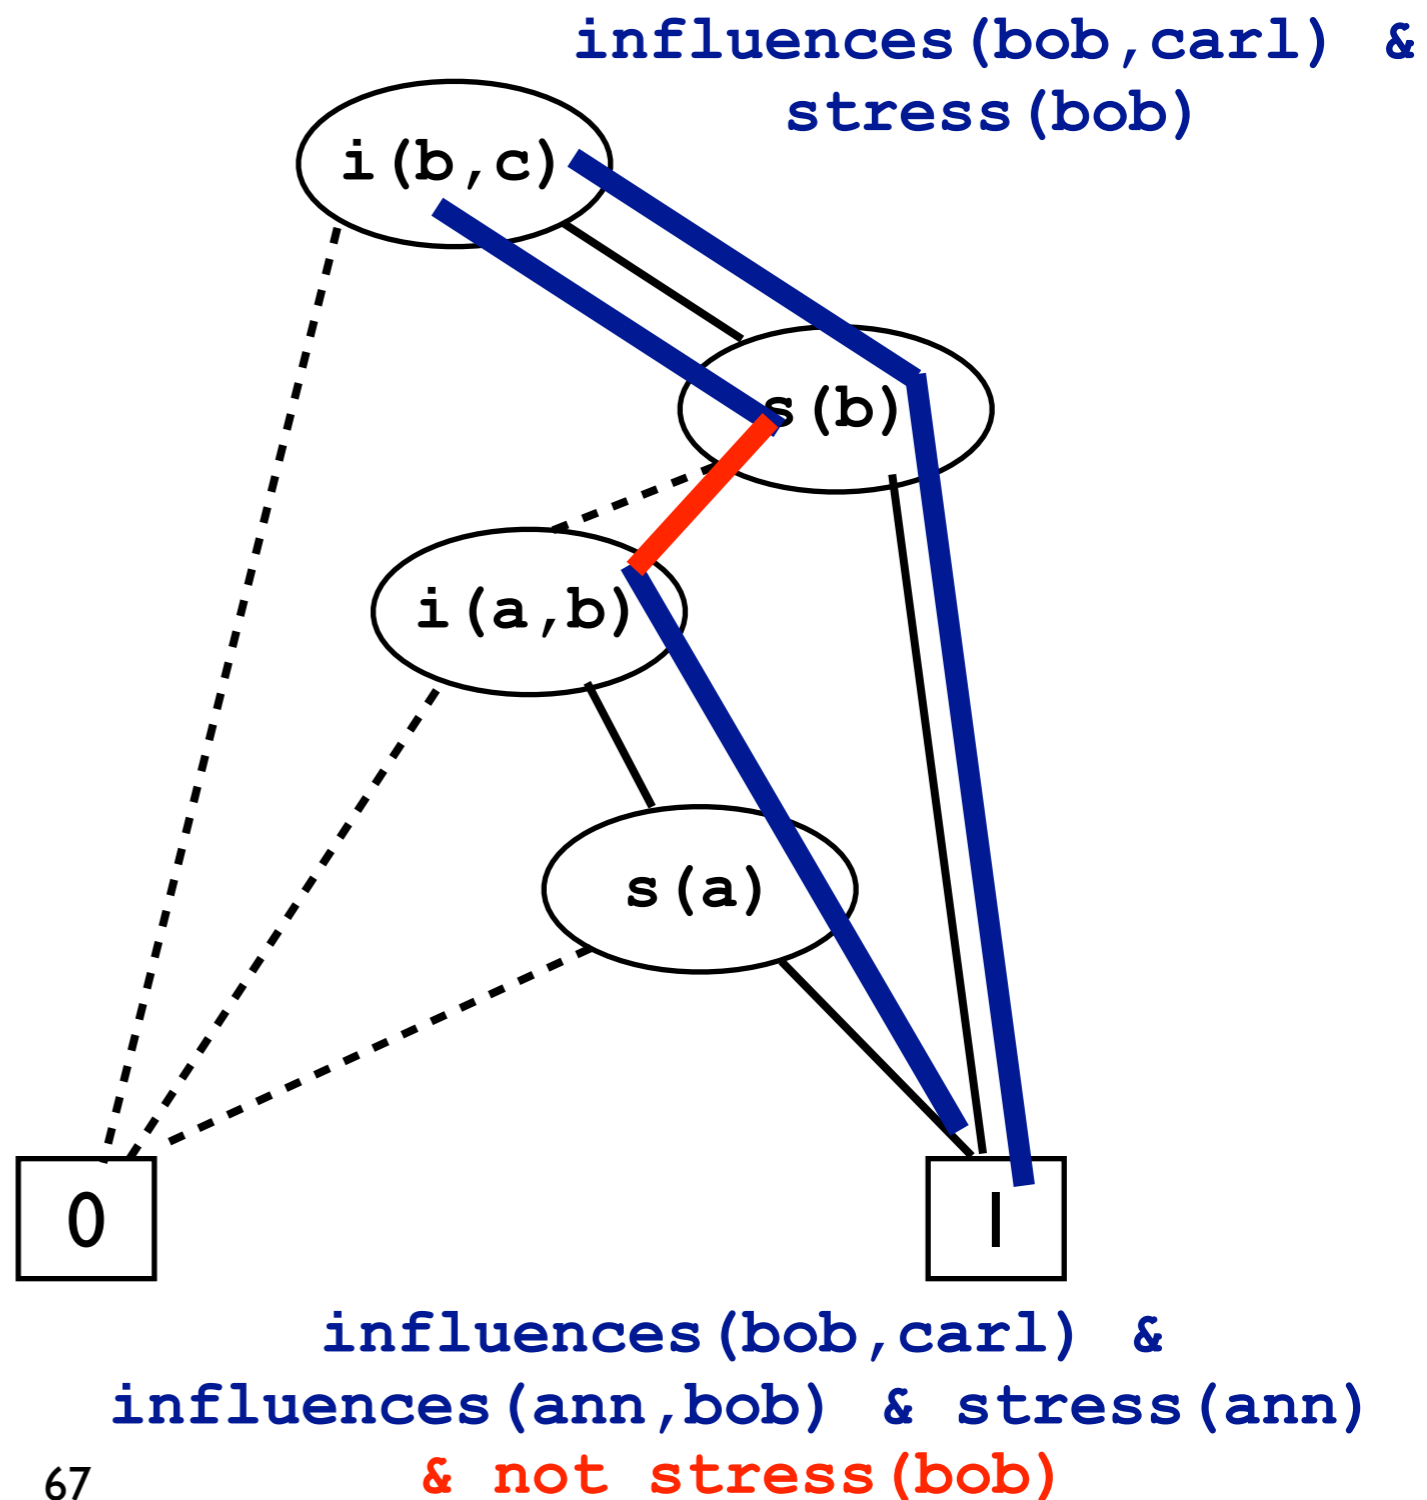 influences(bob,carl) &
stress(bob)
i(b,c)
s(b)
i(a,b)
s(a)
0
1
influences(bob,carl) &
influences(ann,bob) & stress(ann)
& not stress(bob)
67